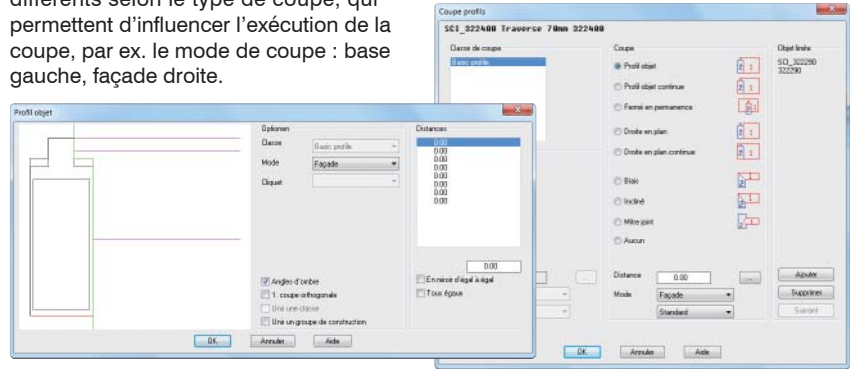 différents selon le type de coupe, qui
permettent d'influencer l'exécution de la
coupe, par ex. le mode de coupe : base
gauche, façade droite.
Coupe profils
SCI_322400 Traverse 70mm 322400
Classe de coupe
Basic profile
Coupe
Profil objet
Profil objet continue
Fermé en permanence
Droite en plan
Droite en plan continue
Biais
Incliné
Mitre joint
Aucun
Distance 0.00 ...
Mode Façade
Standard
Objet limite
SCI_322290
322290
Ajouter
Supprimer
Suivant
OK Annuler Aide
Profil objet
Optionen
Classe Basic profile
Mode Façade
Cliquet
Distances
0.00
0.00
0.00
0.00
0.00
0.00
0.00
0.00
0.00
Angles d'ombre
1. coupe orthogonale
Unir une classe
Unir un groupe de construction
En miroir d'égal à égal
Tous égaux
OK Annuler Aide